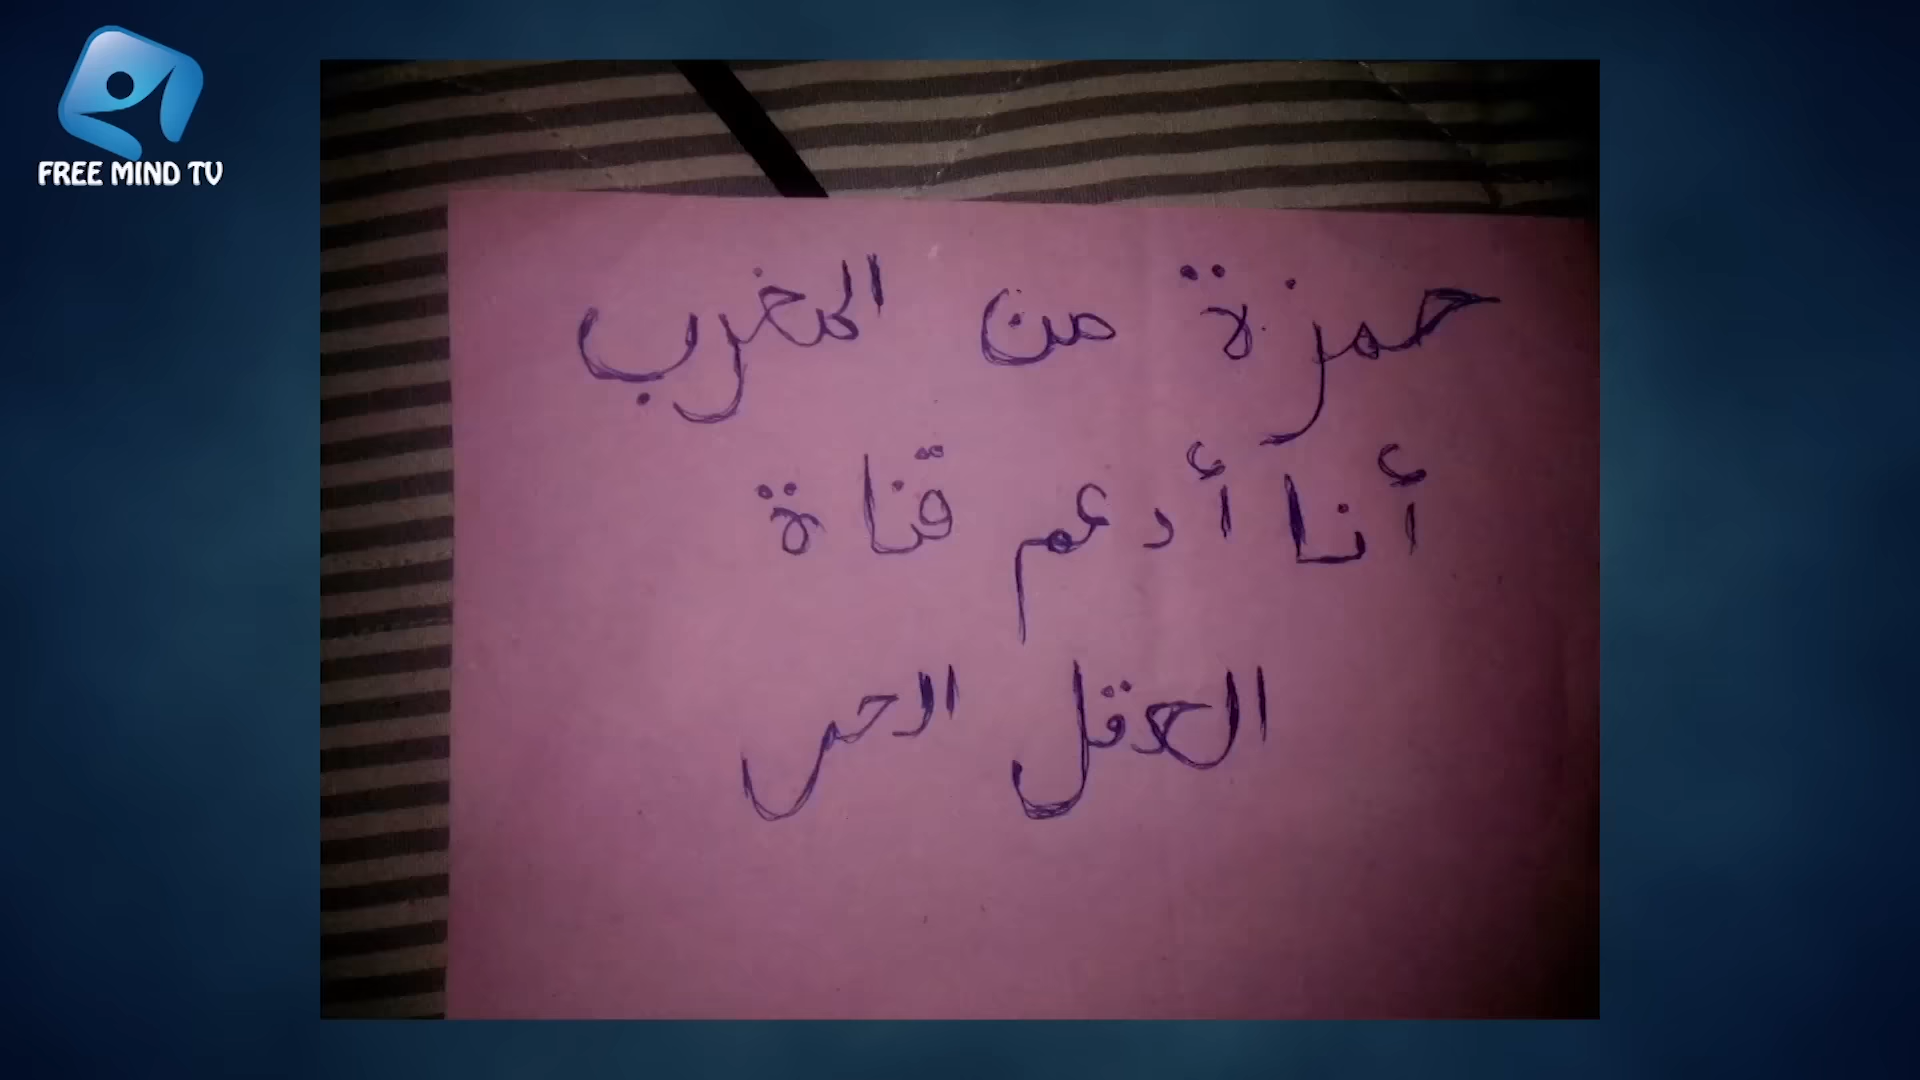 FREE MIND TV
حمزة من المغرب
أنا أدعم قناة
العقل الحر